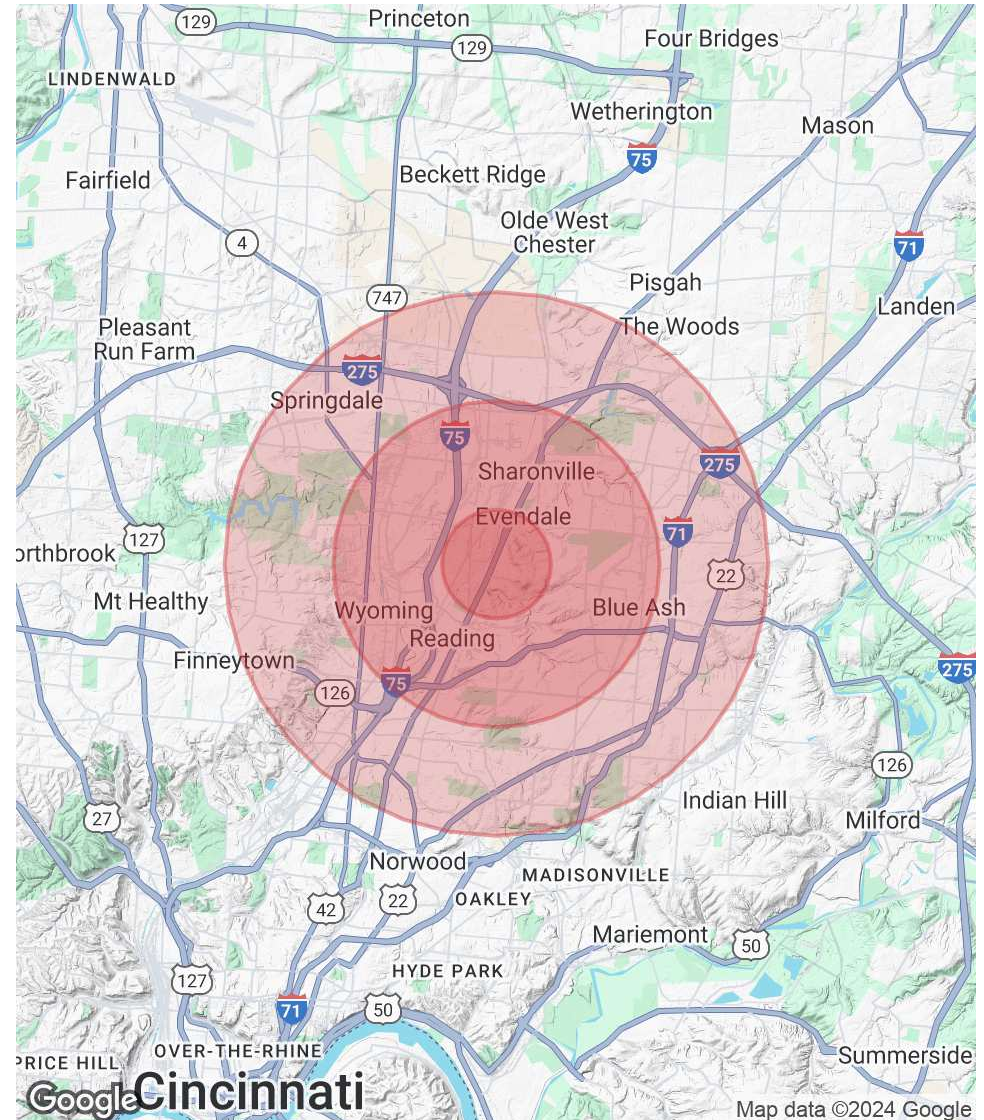 129
Princeton
129
Four Bridges
LINDENWALD
Wetherington
Mason
75
Beckett Ridge
Fairfield
Olde West
Chester
4
71
Pisgah
747
Landen
The Woods
Pleasant
Run Farm
275
Springdale
75
Sharonville
275
Evendale
71
127
orthbrook
22
Mt Healthy
Wyoming
Blue Ash
Reading
Finneytown
275
75
126
126
Indian Hill
27
Milford
Norwood
MADISONVILLE
22
OAKLEY
42
Mariemont
50
HYDE PARK
127
71
50
OVER-THE-RHINE
PRICE HILL
Summerside
Google
Cincinnati
Map data ©2024 Google